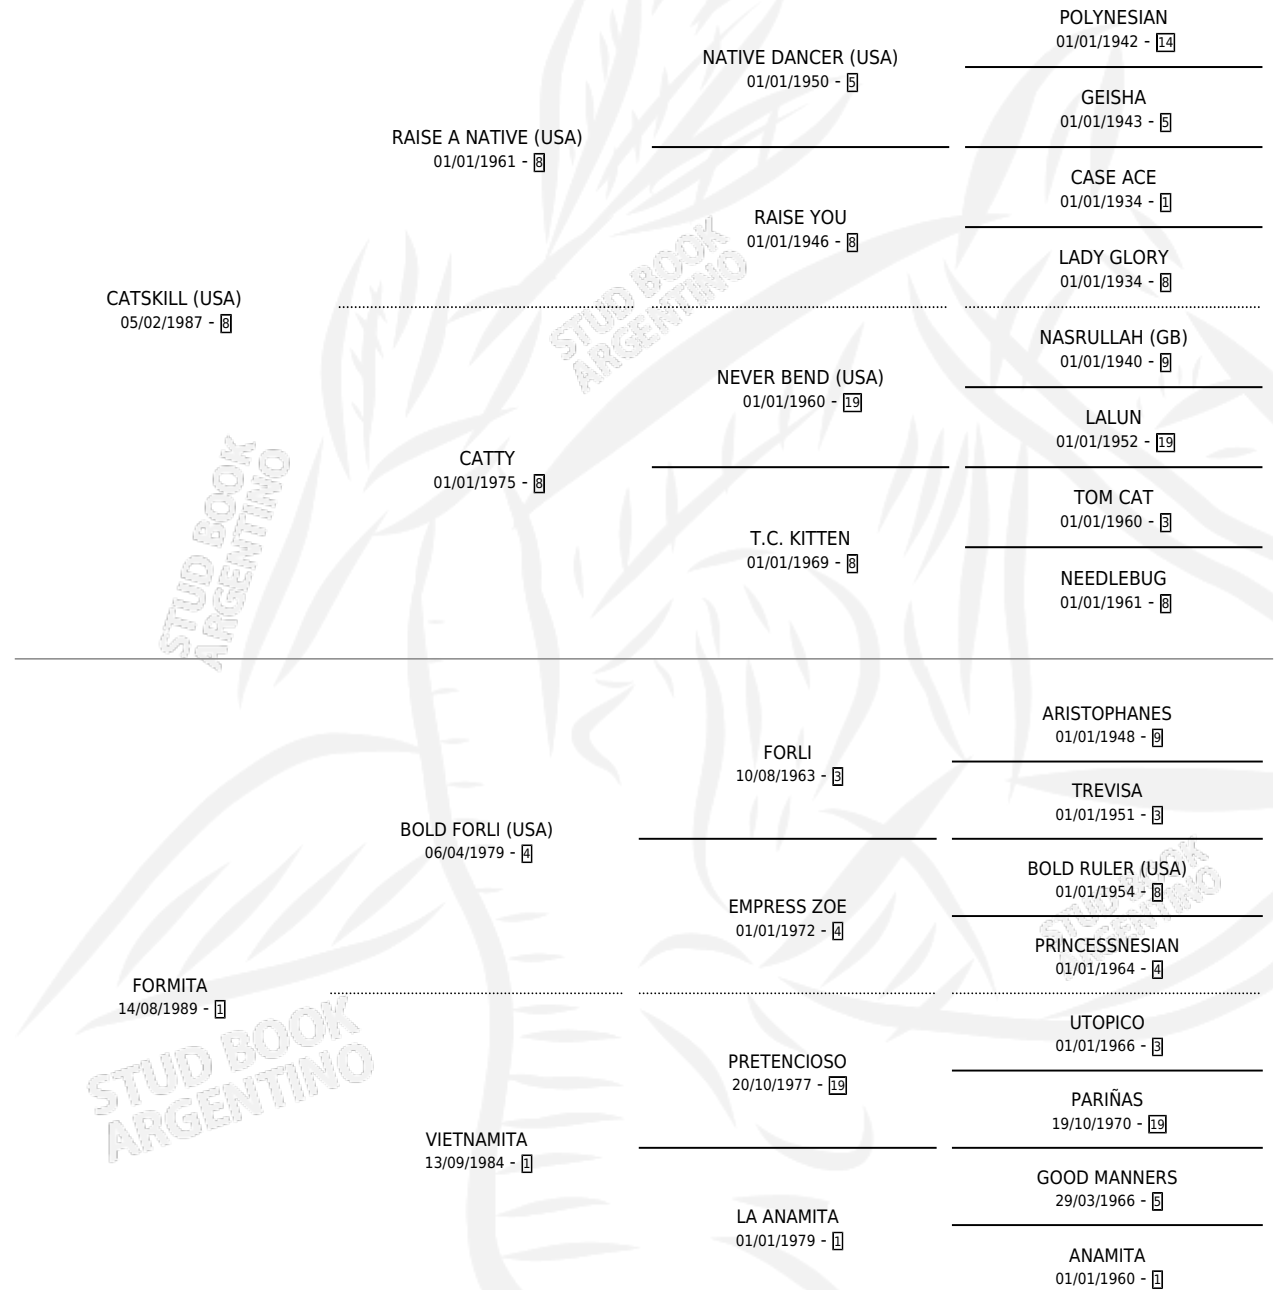 POLYNESIAN
01/01/1942 - 14
NATIVE DANCER (USA)
01/01/1950 - 5
GEISHA
01/01/1943 - 5
RAISE A NATIVE (USA)
01/01/1961 - 8
CASE ACE
01/01/1934 - 1
RAISE YOU
01/01/1946 - 8
LADY GLORY
01/01/1934 - 8
CATSKILL (USA)
05/02/1987 - 8
STUD BOOK
ARGENTINO
NASRULLAH (GB)
01/01/1940 - 9
NEVER BEND (USA)
01/01/1960 - 19
LALUN
01/01/1952 - 19
CATTY
01/01/1975 - 8
TOM CAT
01/01/1960 - 3
T.C. KITTEN
01/01/1969 - 8
NEEDLEBUG
01/01/1961 - 8
STUD BOOK
ARGENTINO
ARISTOPHANES
01/01/1948 - 9
FORLI
10/08/1963 - 3
TREVISA
01/01/1951 - 3
BOLD FORLI (USA)
06/04/1979 - 4
BOLD RULER (USA)
01/01/1954 - 8
EMPRESS ZOE
01/01/1972 - 4
STUD BOOK
ARGENTINO
PRINCESSNESIAN
01/01/1964 - 4
FORMITA
14/08/1989 - 1
STUD BOOK
ARGENTINO
UTOPICO
01/01/1966 - 3
PRETENCIOSO
20/10/1977 - 19
PARIÑAS
19/10/1970 - 19
VIETNAMITA
13/09/1984 - 1
GOOD MANNERS
29/03/1966 - 5
LA ANAMITA
01/01/1979 - 1
ANAMITA
01/01/1960 - 1